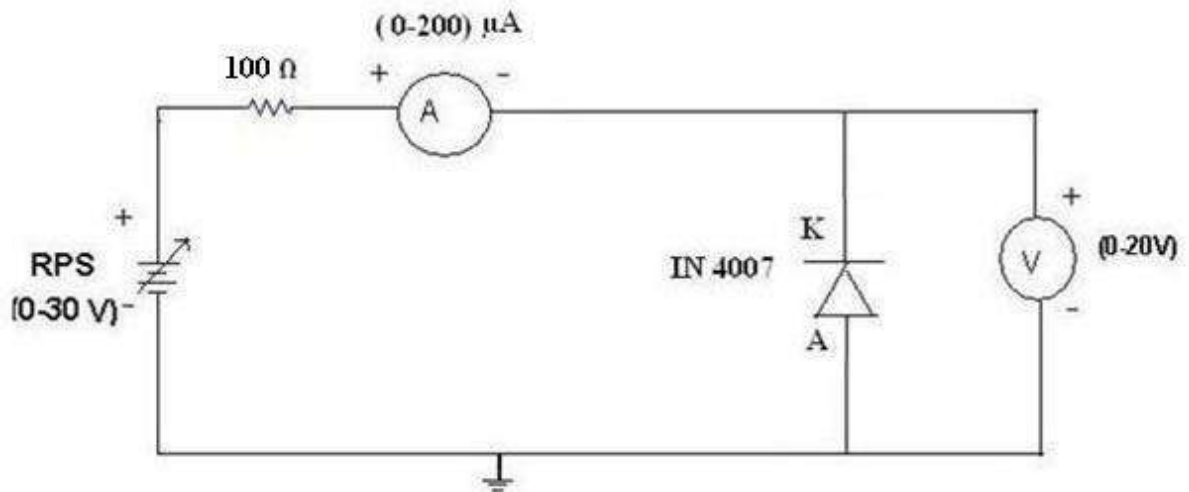 ( 0-200) μA
100 Ω
+ -
A
+
RPS
(0-30 V)-
K
IN 4007
A
+
V
(0-20V)
-